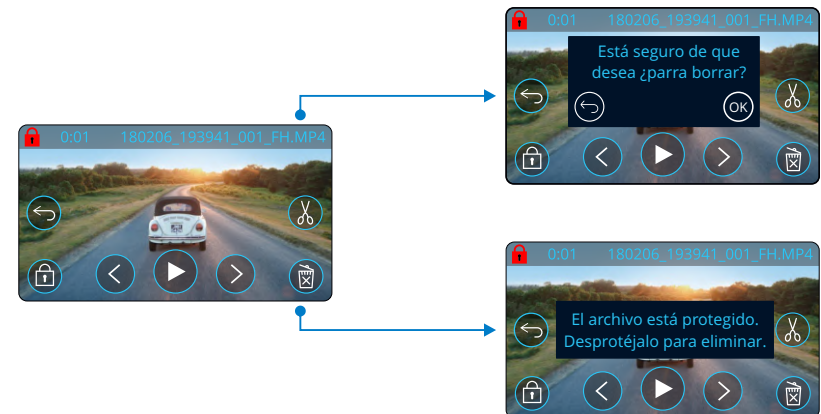 0:01 180206_193941_001_FH.MP4
0:01 180206_193941_001_FH.MP4
Está seguro de que
desea ¿parra borrar?
OK
0:01 180206_193941_001_FH.MP4
El archivo está protegido.
Desprotéjalo para eliminar.